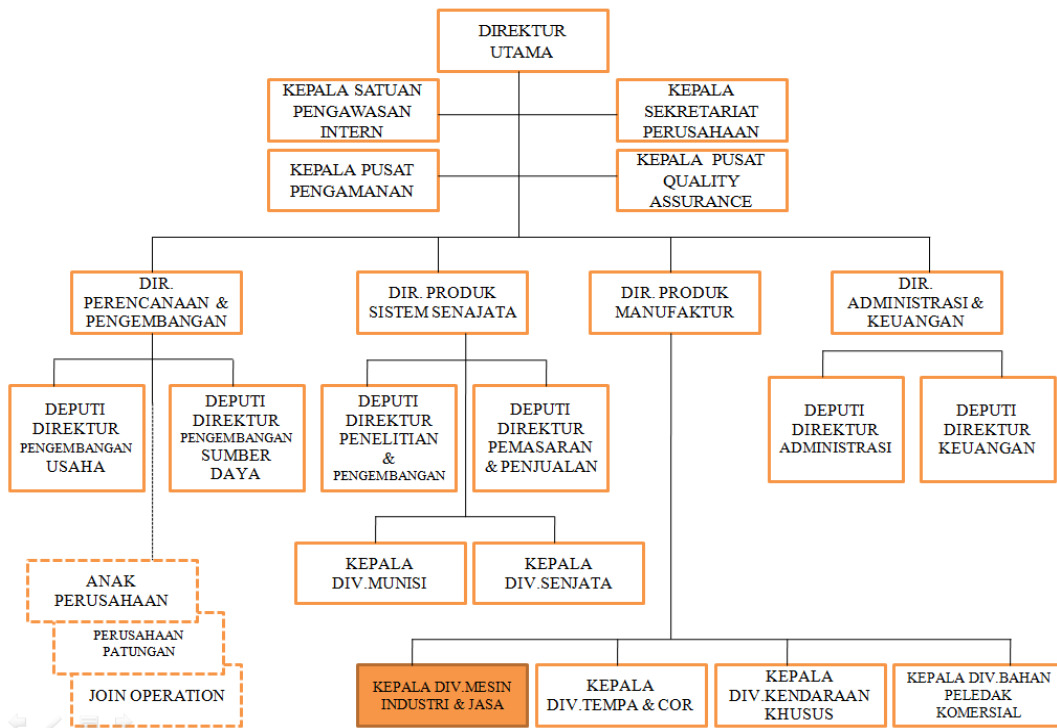 DIREKTUR
UTAMA
KEPALA SATUAN
PENGAWASAN
INTERN
KEPALA
SEKRETARIAT
PERUSAHAAN
KEPALA PUSAT
PENGAMANAN
KEPALA PUSAT
QUALITY
ASSURANCE
DIR.
PERENCANAAN &
PENGEMBANGAN
DIR. PRODUK
SISTEM SENAJATA
DIR. PRODUK
MANUFAKTUR
DIR.
ADMINISTRASI &
KEUANGAN
DEPUTI
DIREKTUR
PENGEMBANGAN
USAHA
DEPUTI
DIREKTUR
PENGEMBANGAN
SUMBER
DAYA
DEPUTI
DIREKTUR
PENELITIAN
&
PENGEMBANGAN
DEPUTI
DIREKTUR
PEMASARAN
& PENJUALAN
DEPUTI
DIREKTUR
ADMINISTRASI
DEPUTI
DIREKTUR
KEUANGAN
KEPALA
DIV.MUNISI
KEPALA
DIV.SENJATA
ANAK
PERUSAHAAN
PERUSAHAAN
PATUNGAN
JOIN OPERATION
KEPALA DIV.MESIN
INDUSTRI & JASA
KEPALA
DIV.TEMPA & COR
KEPALA
DIV.KENDARAAN
KHUSUS
KEPALA DIV.BAHAN
PELEDAK
KOMERSIAL